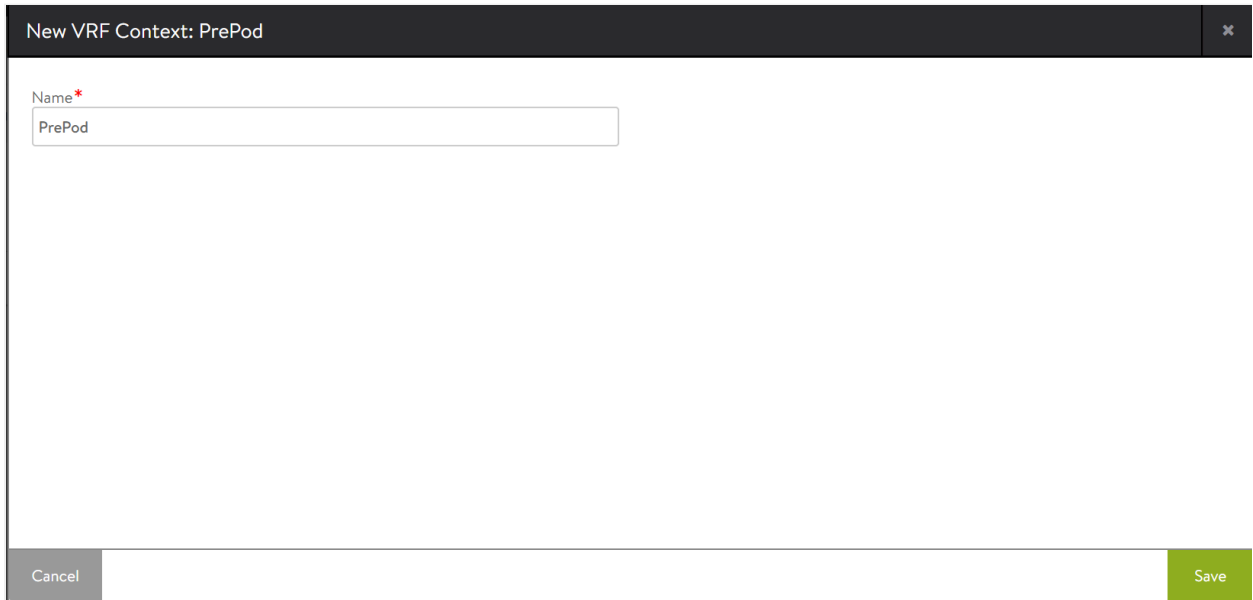 New VRF Context: PrePod
Name*
PrePod
Cancel
Save